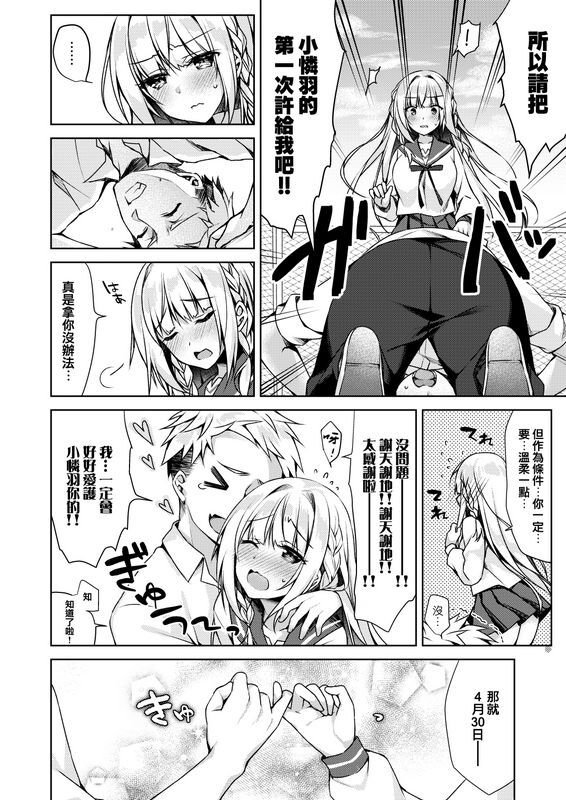 所以請把
小憐羽的
第一次許給我吧!!
!
……
真是拿你沒辦法…
はぁ
ガバッ
但作為條件…你一定…
要…溫柔一點…
てれ
てれ
沒…
沒問題——!!
謝天謝地!!謝天謝地!!
太感謝啦!!
呀!
我…一定會
好好愛護
小憐羽你的!!
ぎゅう〜っ
知
知道了啦!
那就
4月30日——
ぎゅっ